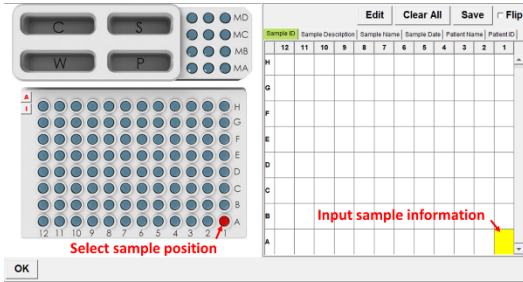 C S
W P
MD
MC
MB
MA
A
I
H
G
F
E
D
C
B
A
12 11 10 9 8 7 6 5 4 3 2 1
Select sample position
OK
Edit Clear All Save Flip
Sample ID Sample Description Sample Name Sample Date Patient Name Patient ID
12 11 10 9 8 7 6 5 4 3 2 1
H
G
F
E
D
C
B
A
Input sample information